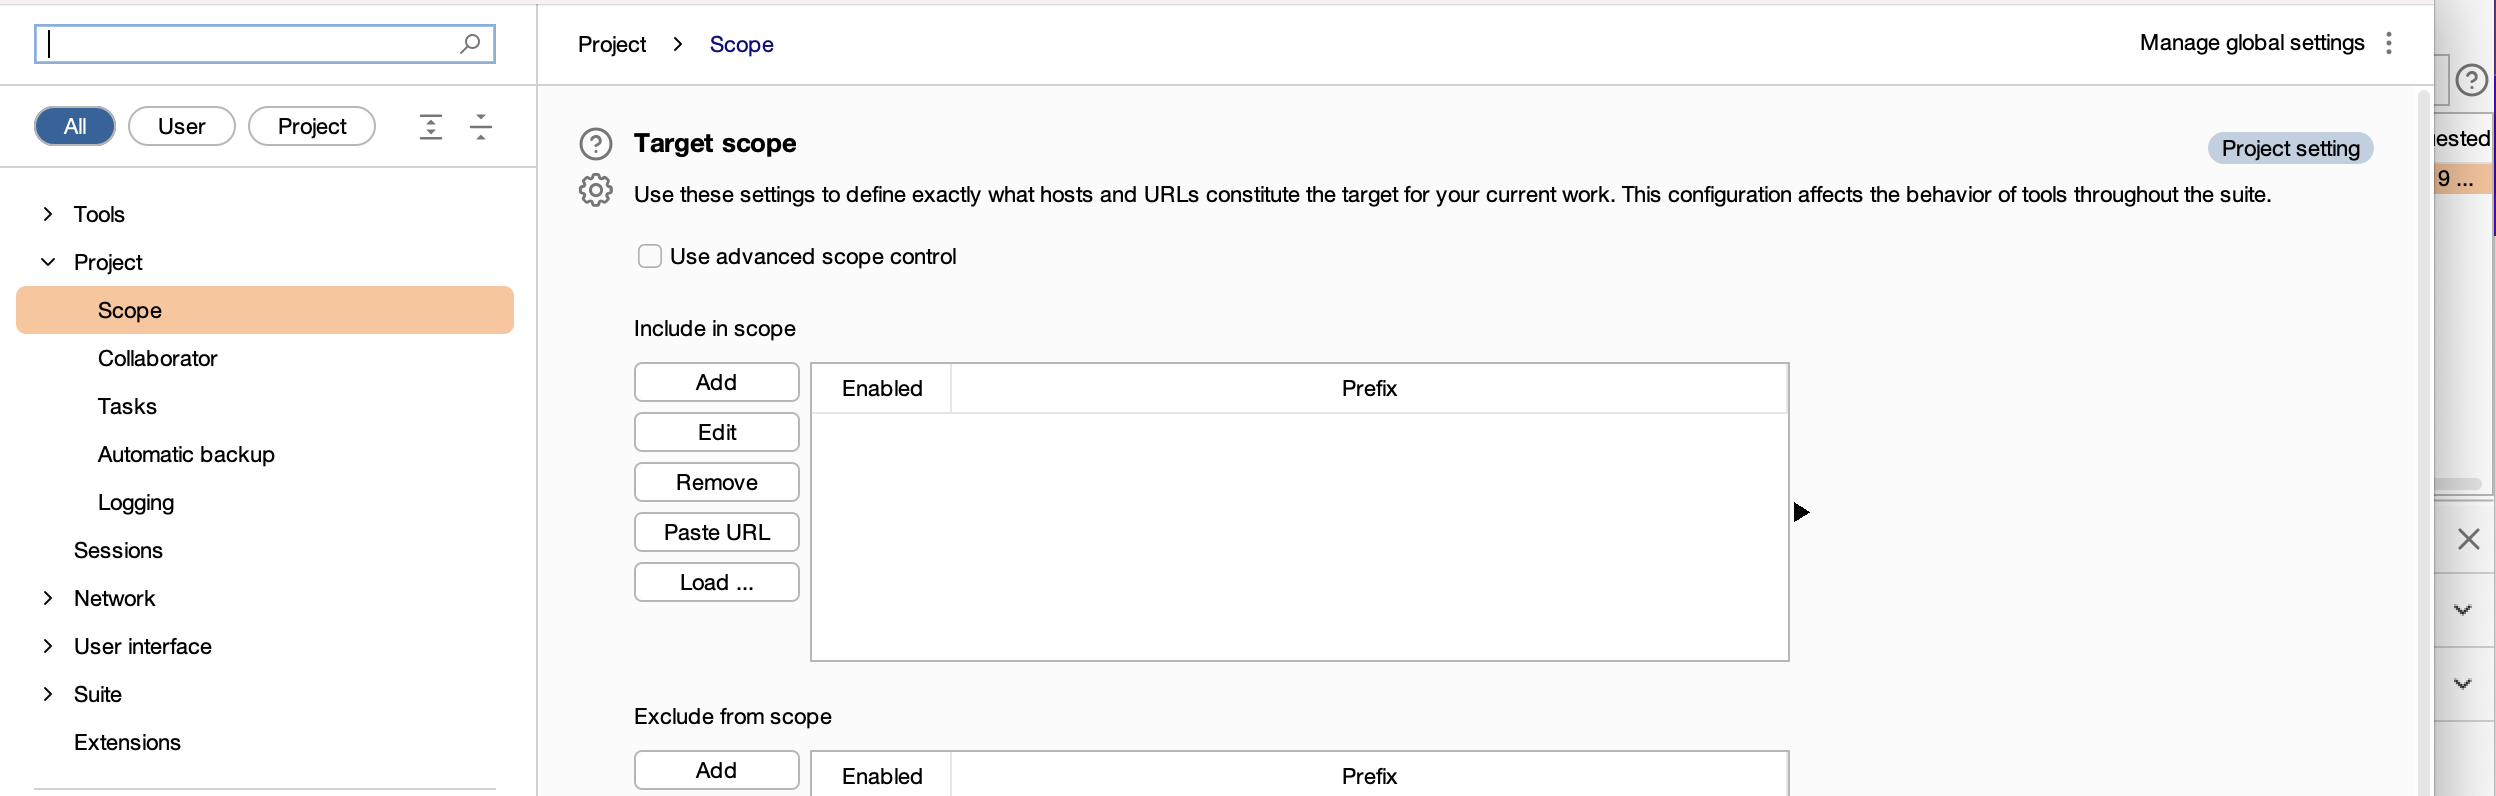 Project > Scope
Manage global settings
All
User
Project
Tools
Project
Scope
Collaborator
Tasks
Automatic backup
Logging
Sessions
Network
User interface
Suite
Extensions
Target scope
Project setting
Use these settings to define exactly what hosts and URLs constitute the target for your current work. This configuration affects the behavior of tools throughout the suite.
Use advanced scope control
Include in scope
Add
Edit
Remove
Paste URL
Load ...
Enabled
Prefix
Exclude from scope
Add
Enabled
Prefix
9 ...